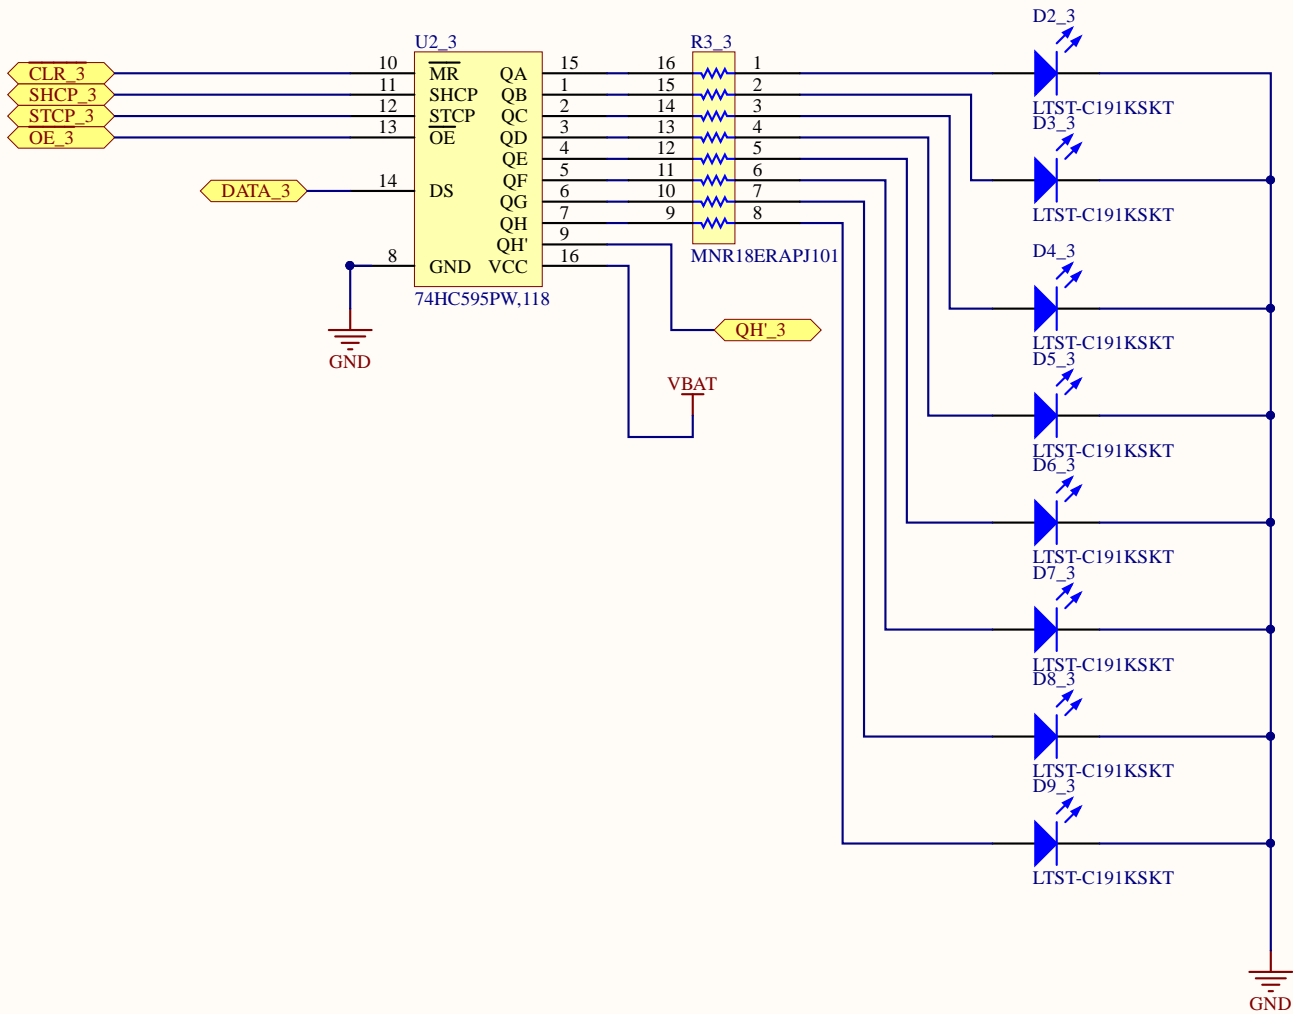 D2_3
U2_3
R3_3
CLR_3 10 MR QA 15 16 1
SHCP_3 11 SHCP QB 1 15 2
STCP_3 12 STCP QC 2 14 3
OE_3 13 OE QD 3 13 4
QE 4 12 5
QF 5 11 6
DATA_3 14 DS
QG 6 10 7
QH 7 9 8
QH' 9
8 GND VCC 16
74HC595PW,118
MNR18ERAPJ101
GND
QH'_3
VBAT
LTST-C191KSKT
D3_3
LTST-C191KSKT
D4_3
LTST-C191KSKT
D5_3
LTST-C191KSKT
D6_3
LTST-C191KSKT
D7_3
LTST-C191KSKT
D8_3
LTST-C191KSKT
D9_3
LTST-C191KSKT
GND